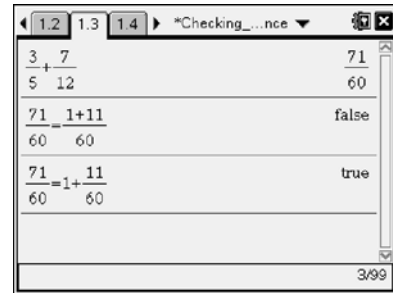 1.2 1.3 1.4 *Checking_...nce
3/5 + 7/12 71/60
71/60 = (1+11)/60 false
71/60 = 1 + 11/60 true
3/99